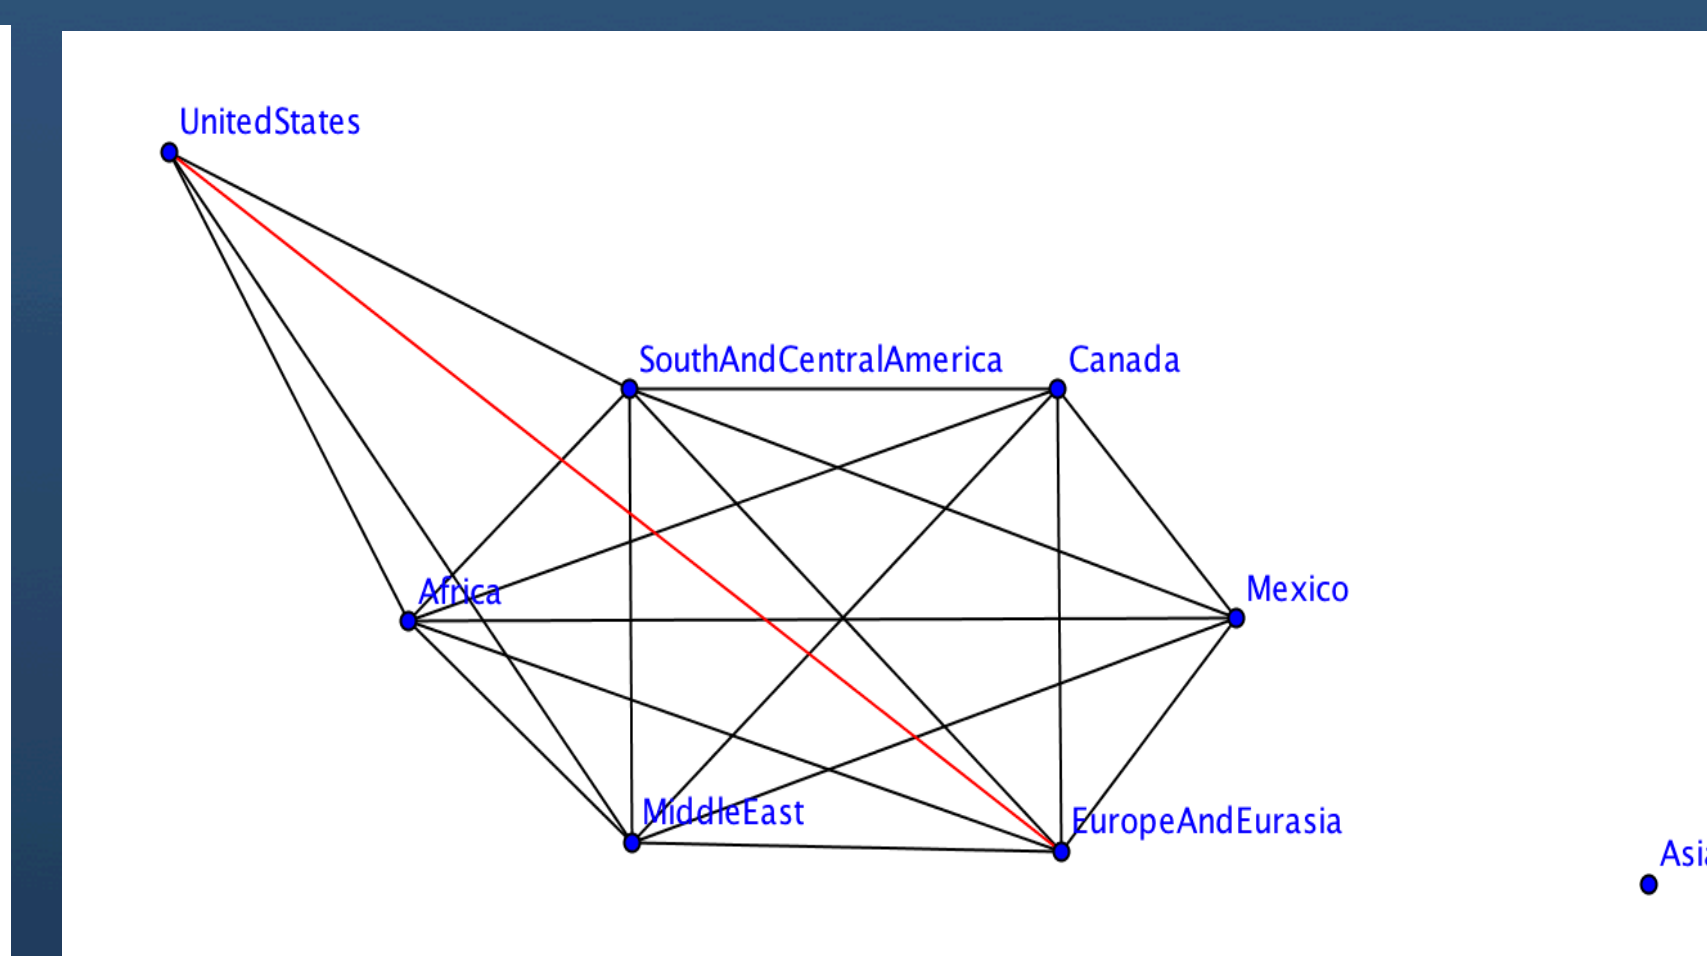 UnitedStates
SouthAndCentralAmerica
Canada
Africa
Mexico
MiddleEast
EuropeAndEurasia